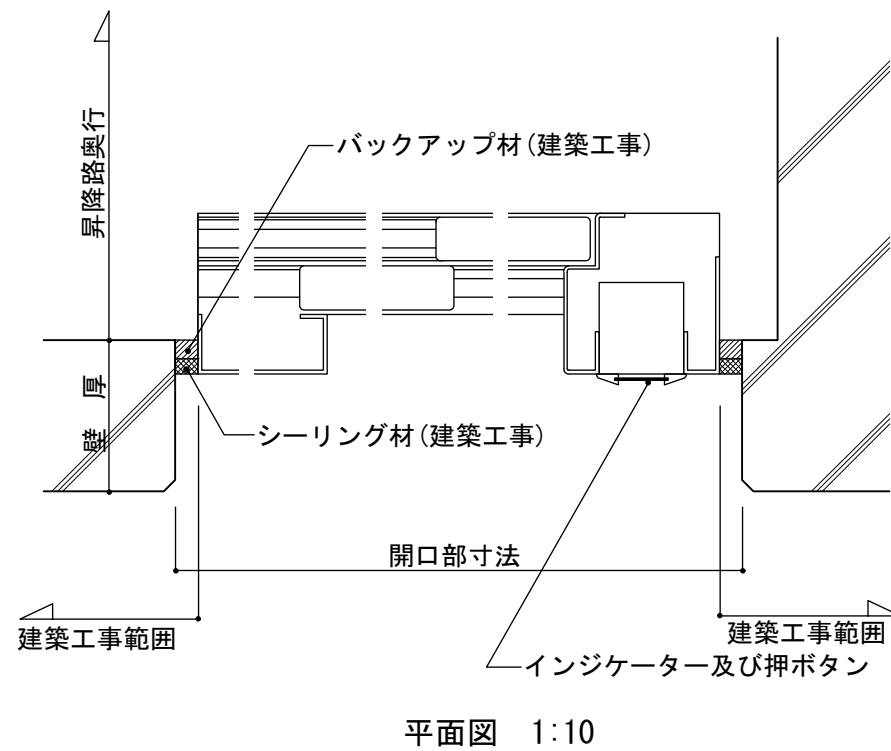 昇降路奥行
バックアップ材(建築工事)
壁 厚
シーリング材(建築工事)
開口部寸法
建築工事範囲
建築工事範囲
インジケーター及び押ボタン
平面図 1:10